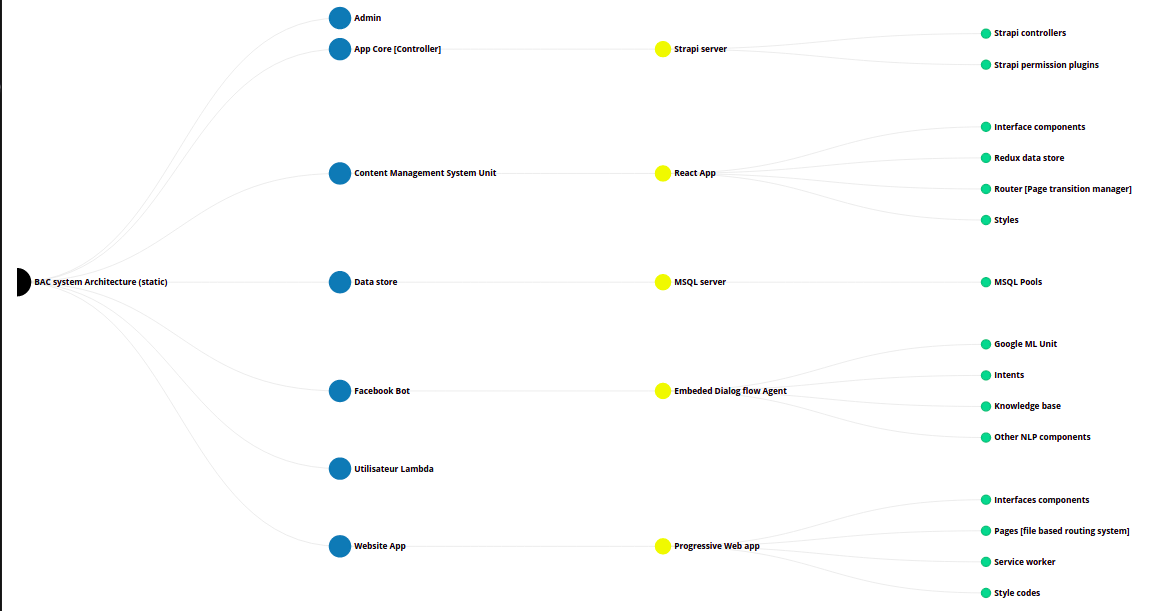 BAC system Architecture (static)
Admin
App Core [Controller]
Strapi server
Strapi controllers
Strapi permission plugins
Content Management System Unit
React App
Interface components
Redux data store
Router [Page transition manager]
Styles
Data store
MSQL server
MSQL Pools
Facebook Bot
Embeded Dialog flow Agent
Google ML Unit
Intents
Knowledge base
Other NLP components
Utilisateur Lambda
Website App
Progressive Web app
Interfaces components
Pages [file based routing system]
Service worker
Style codes